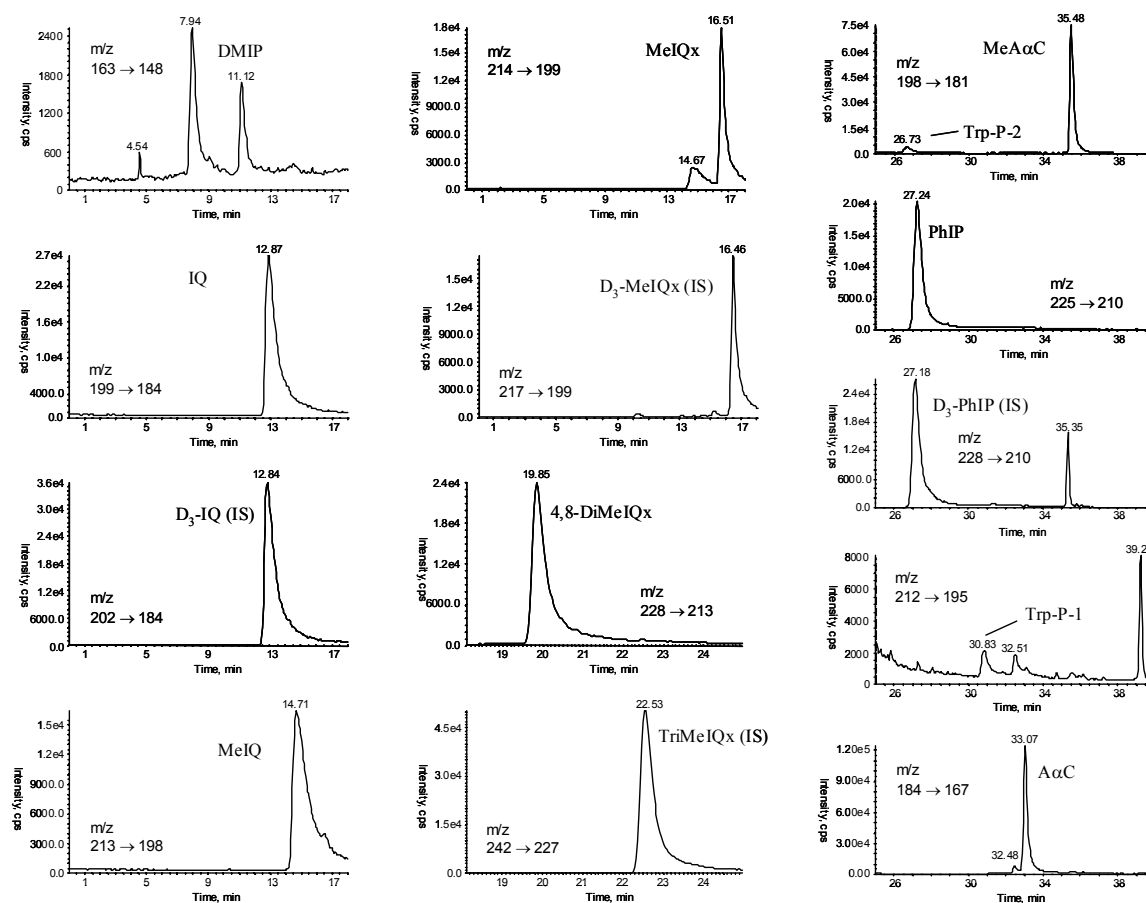 7.94
m/z
163 → 148
DMIP
11.12
4.54
2400
1800
1200
600
0
Intensity, cps
1 5 9 13 17
Time, min
16.51
m/z
214 → 199
MeIQx
14.67
1.8e4
1.5e4
1.2e4
9000.0
6000.0
3000.0
0.0
Intensity, cps
1 5 9 13 17
Time, min
35.48
m/z
198 → 181
MeAαC
26.73
Trp-P-2
7.5e4
6.0e4
4.5e4
3.0e4
1.5e4
0.0
Intensity, cps
26 30 34 38
Time, min
12.87
IQ
m/z
199 → 184
2.7e4
2.2e4
1.6e4
1.0e4
4000.0
0.0
Intensity, cps
1 5 9 13 17
Time, min
16.46
D3-MeIQx (IS)
m/z
217 → 199
1.5e4
1.2e4
9000.0
6000.0
3000.0
0.0
Intensity, cps
1 5 9 13 17
Time, min
27.24
PhIP
m/z
225 → 210
2.0e4
1.5e4
1.0e4
5000.0
0.0
Intensity, cps
26 30 34 38
Time, min
27.18
D3-PhIP (IS)
m/z
228 → 210
35.35
2.4e4
1.8e4
1.2e4
6000.0
0.0
Intensity, cps
26 30 34 38
Time, min
12.84
D3-IQ (IS)
m/z
202 → 184
3.6e4
3.0e4
2.4e4
1.8e4
1.2e4
6000.0
0.0
Intensity, cps
1 5 9 13 17
Time, min
19.85
4,8-DiMeIQx
m/z
228 → 213
2.4e4
1.8e4
1.2e4
6000.0
0.0
Intensity, cps
19 20 21 22 23 24
Time, min
39.2
m/z
212 → 195
Trp-P-1
30.83
32.51
8000
6000
4000
2000
0
Intensity, cps
26 30 34 38
Time, min
14.71
MeIQ
m/z
213 → 198
1.5e4
1.2e4
9000.0
6000.0
3000.0
0.0
Intensity, cps
1 5 9 13 17
Time, min
22.53
TriMeIQx (IS)
m/z
242 → 227
4.5e4
3.0e4
1.5e4
0.0
Intensity, cps
19 20 21 22 23 24
Time, min
33.07
m/z
184 → 167
AαC
32.48
1.20e5
9.00e4
6.00e4
3.00e4
0.00
Intensity, cps
26 30 34 38
Time, min